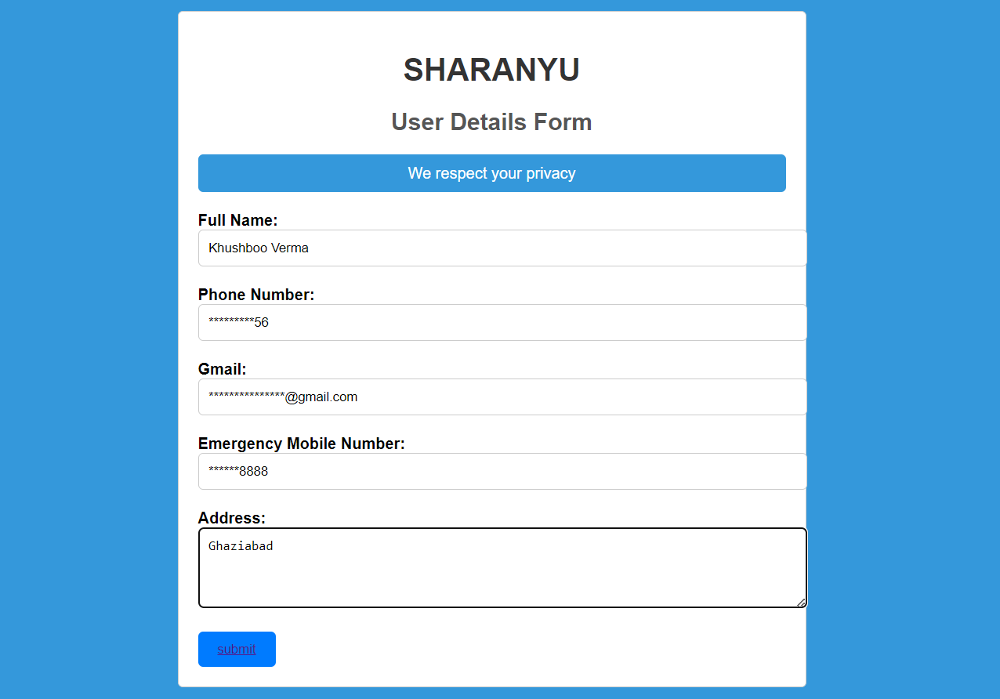 SHARANYU
User Details Form
We respect your privacy
Full Name:
Khushboo Verma
Phone Number:
*********56
Gmail:
***************@gmail.com
Emergency Mobile Number:
******8888
Address:
Ghaziabad
submit